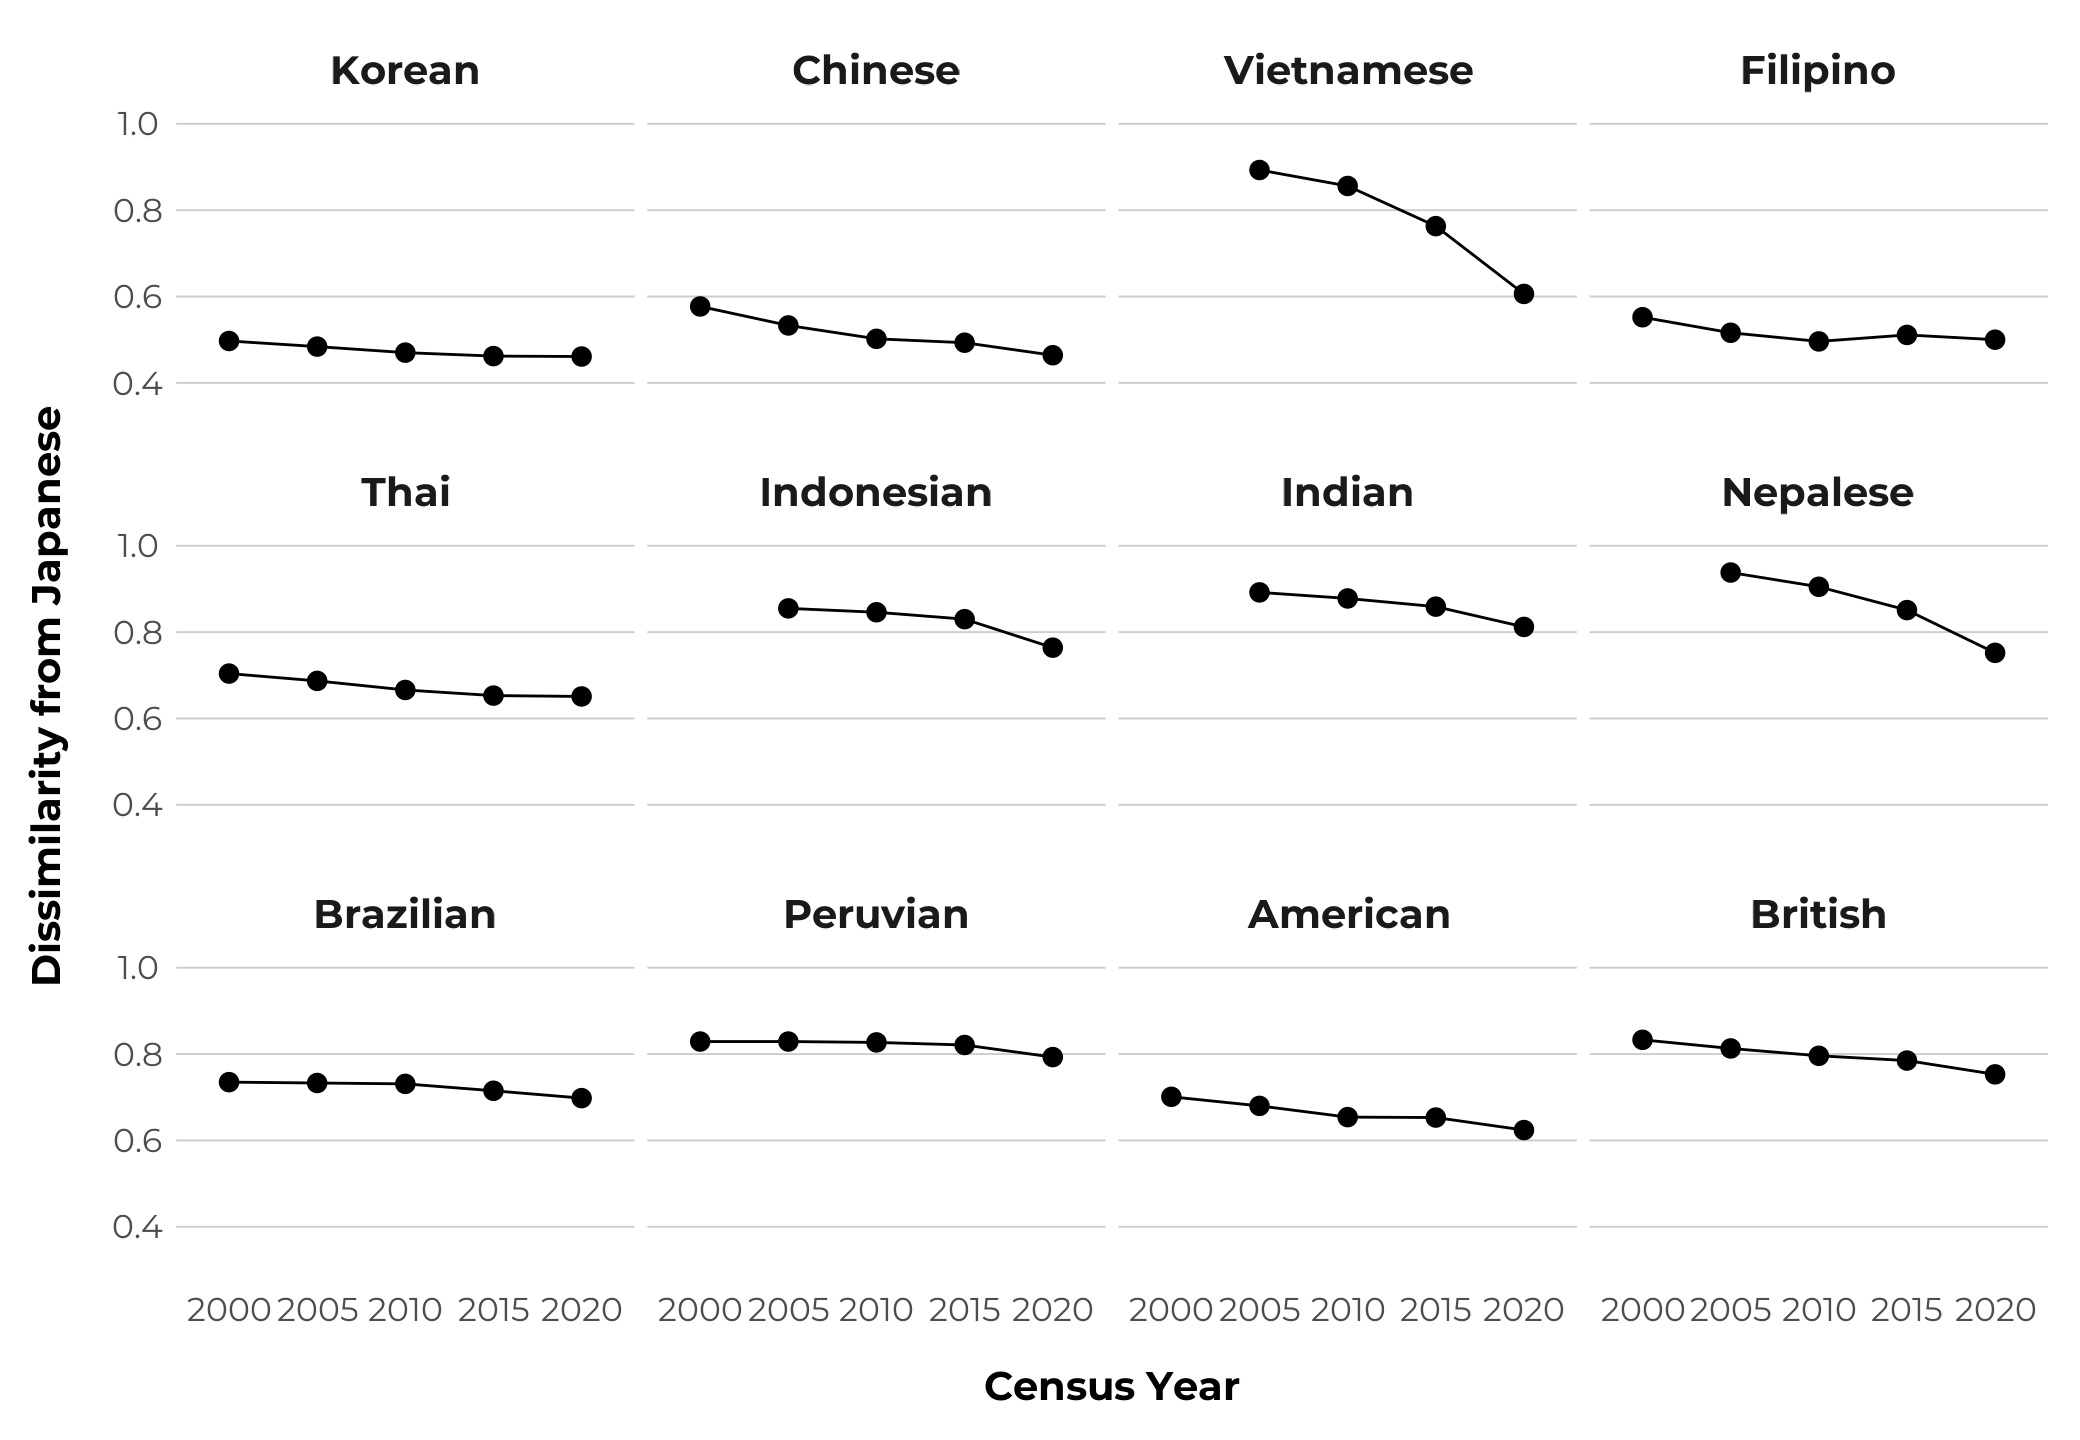 Korean Chinese Vietnamese Filipino
1.0
0.8
0.6
0.4
Dissimilarity from Japanese
Thai Indonesian Indian Nepalese
1.0
0.8
0.6
0.4
Brazilian Peruvian American British
1.0
0.8
0.6
0.4
2000 2005 2010 2015 2020 2000 2005 2010 2015 2020 2000 2005 2010 2015 2020 2000 2005 2010 2015 2020
Census Year